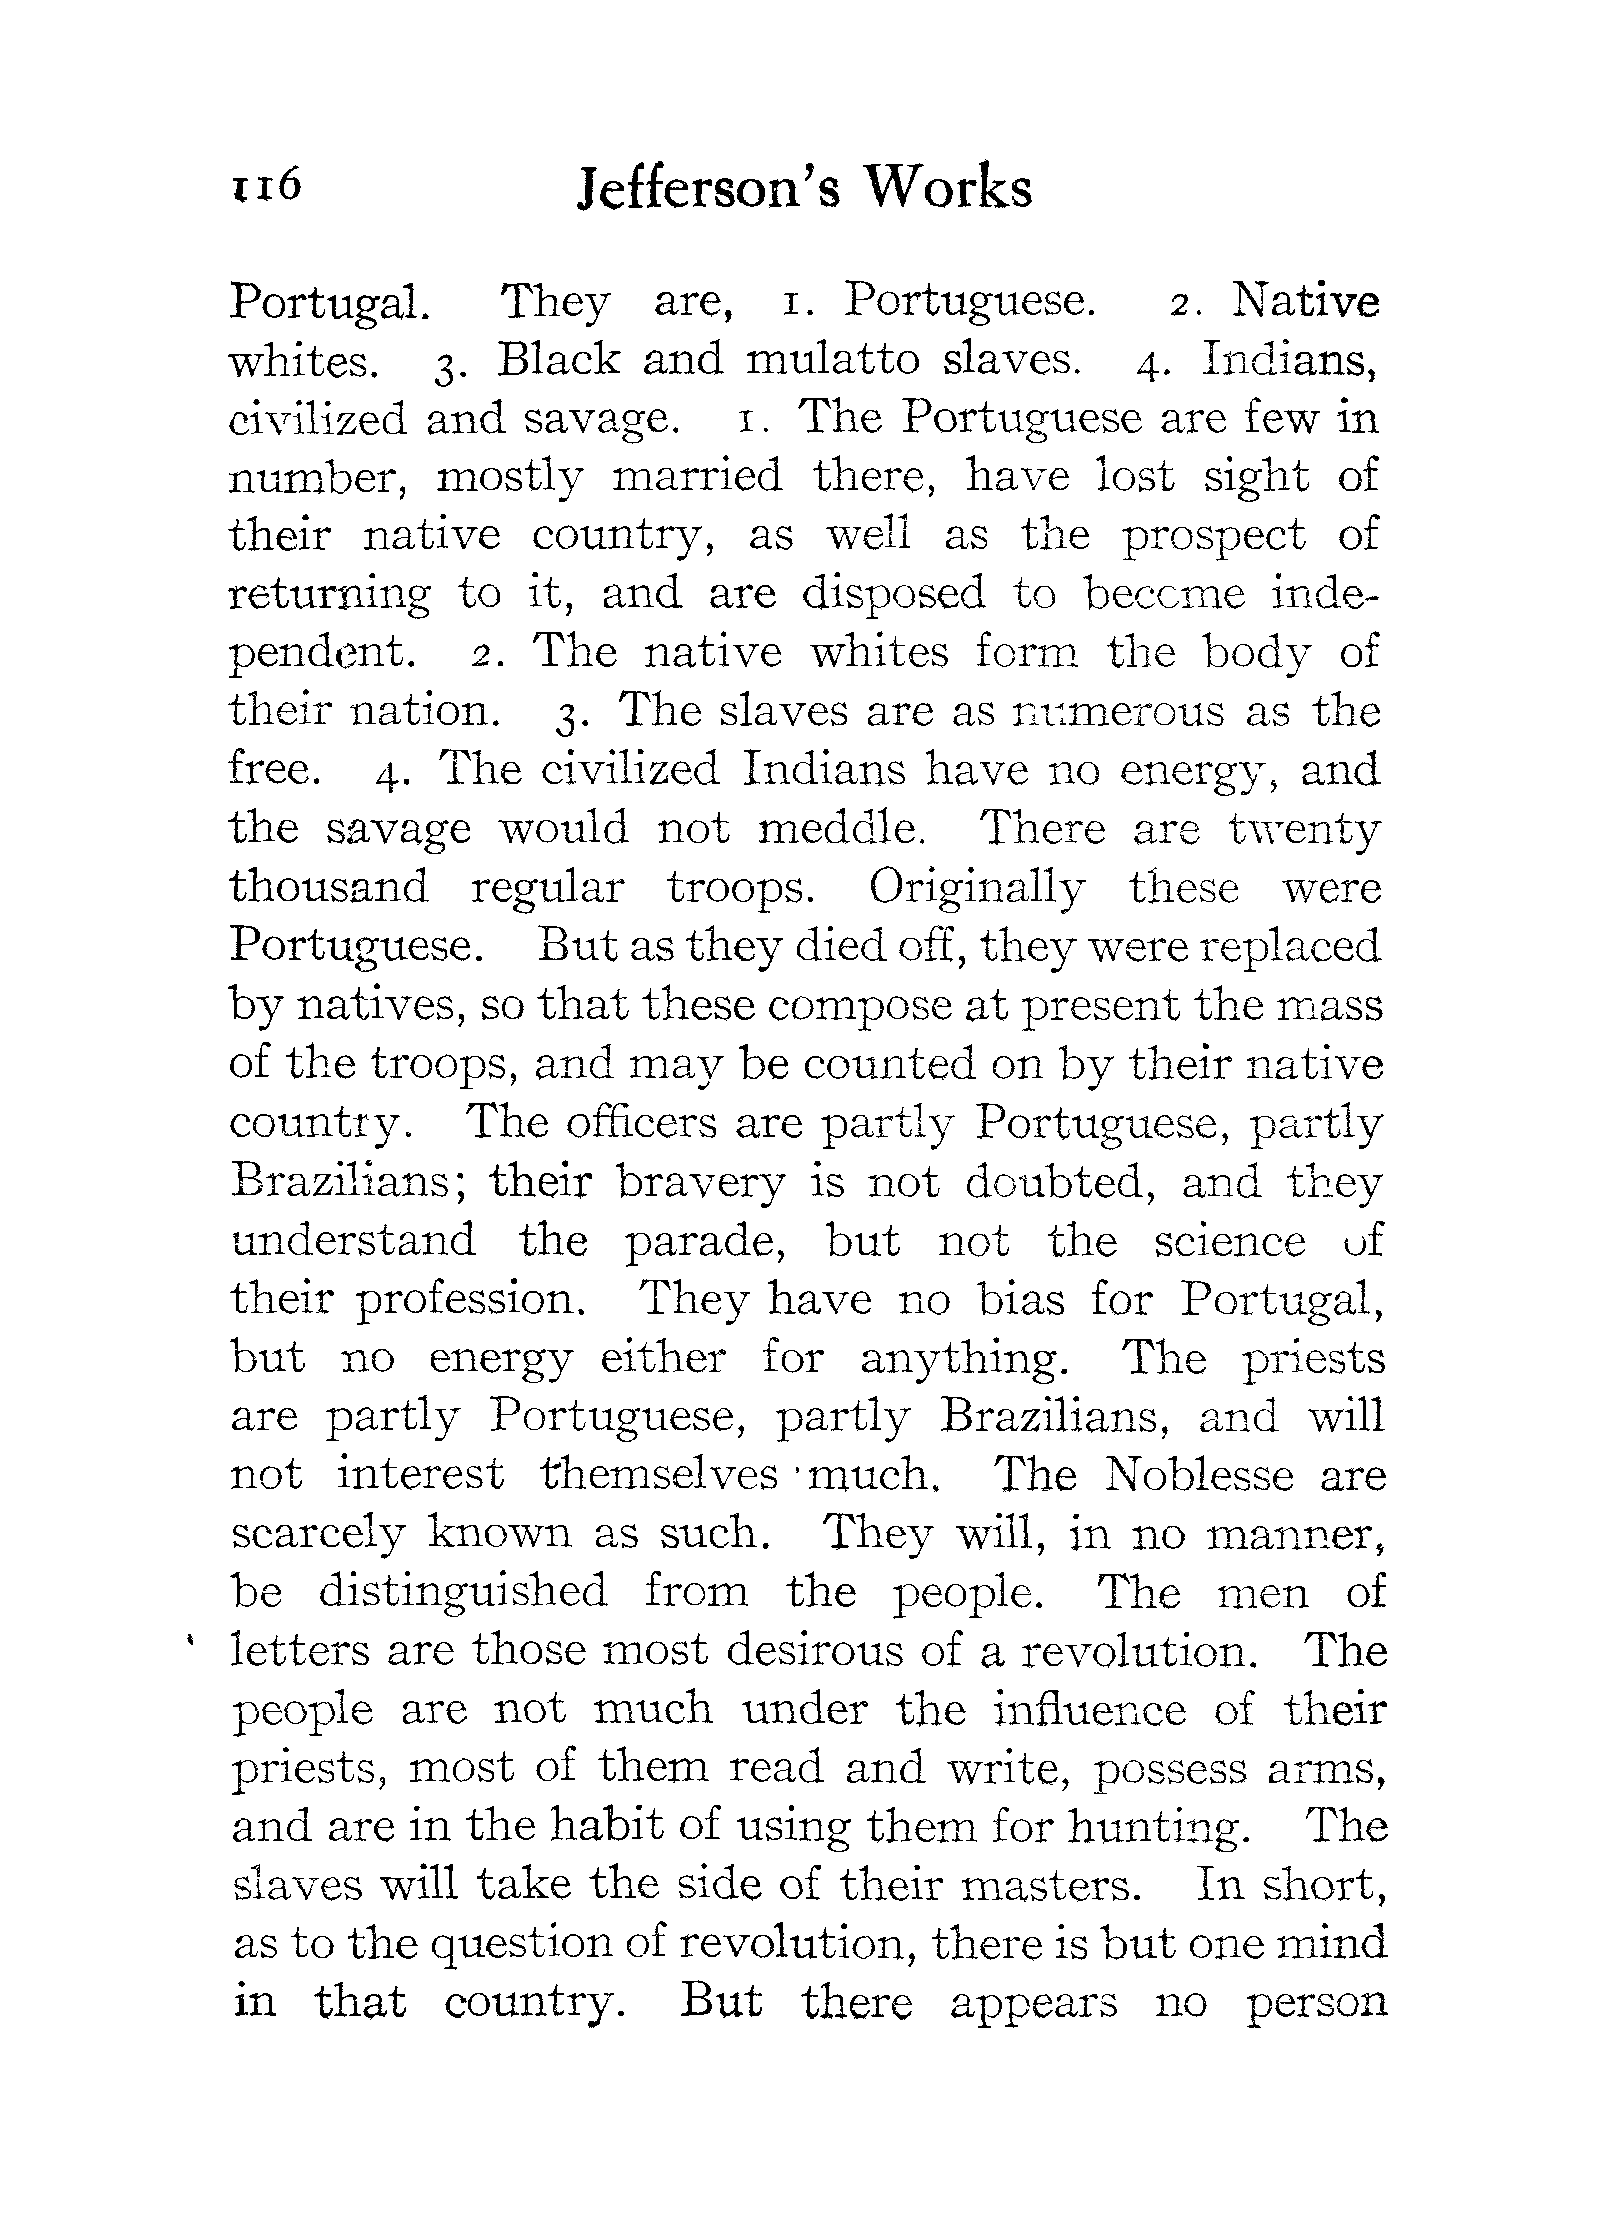 116 Jefferson's Works
Portugal. They are, 1. Portuguese. 2. Native
whites. 3. Black and mulatto slaves. 4. Indians,
civilized and savage. 1. The Portuguese are few in
number, mostly married there, have lost sight of
their native country, as well as the prospect of
returning to it, and are disposed to become inde-
pendent. 2. The native whites form the body of
their nation. 3. The slaves are as numerous as the
free. 4. The civilized Indians have no energy, and
the savage would not meddle. There are twenty
thousand regular troops. Originally these were
Portuguese. But as they died off, they were replaced
by natives, so that these compose at present the mass
of the troops, and may be counted on by their native
country. The officers are partly Portuguese, partly
Brazilians; their bravery is not doubted, and they
understand the parade, but not the science of
their profession. They have no bias for Portugal,
but no energy either for anything. The priests
are partly Portuguese, partly Brazilians, and will
not interest themselves much. The Noblesse are
scarcely known as such. They will, in no manner,
be distinguished from the people. The men of
letters are those most desirous of a revolution. The
people are not much under the influence of their
priests, most of them read and write, possess arms,
and are in the habit of using them for hunting. The
slaves will take the side of their masters. In short,
as to the question of revolution, there is but one mind
in that country. But there appears no person